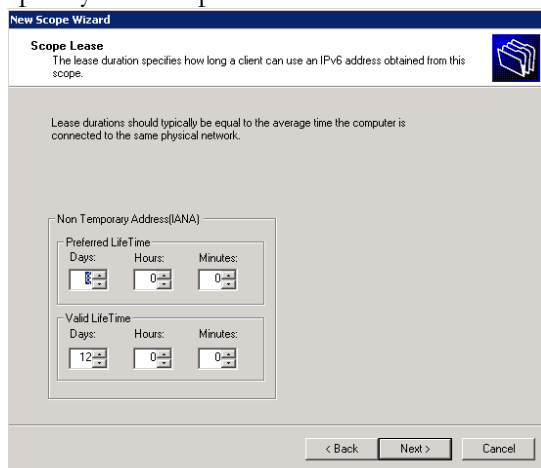 New Scope Wizard
Scope Lease
The lease duration specifies how long a client can use an IPv6 address obtained from this
scope.
Lease durations should typically be equal to the average time the computer is
connected to the same physical network.
Non Temporary Address(IANA)
Preferred LifeTime
Days: Hours: Minutes:
8 0 0
Valid LifeTime
Days: Hours: Minutes:
12 0 0
< Back Next > Cancel